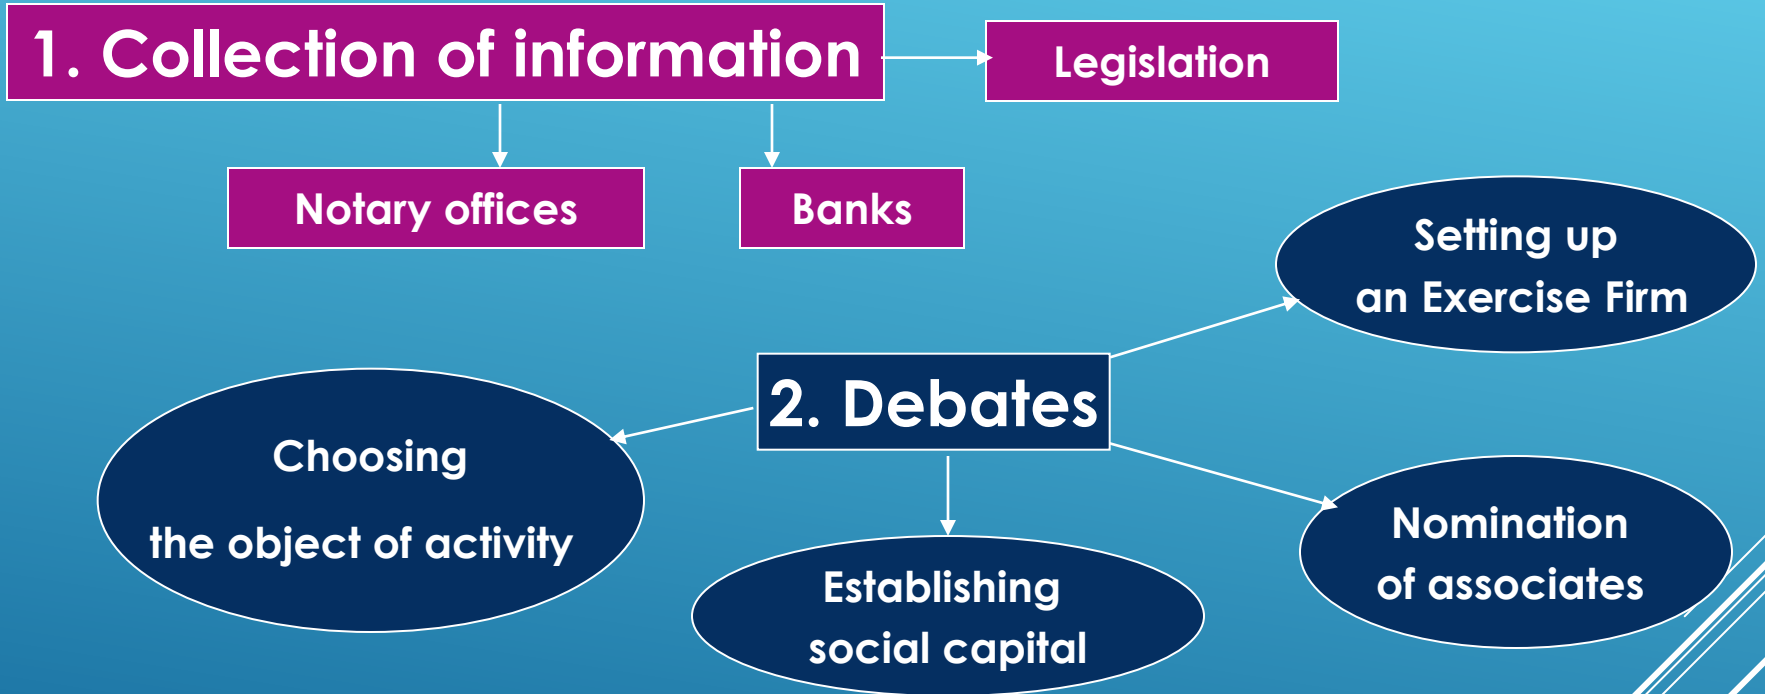 1. Collection of information
Legislation
Notary offices
Banks
Setting up
an Exercise Firm
2. Debates
Choosing
the object of activity
Nomination
of associates
Establishing
social capital